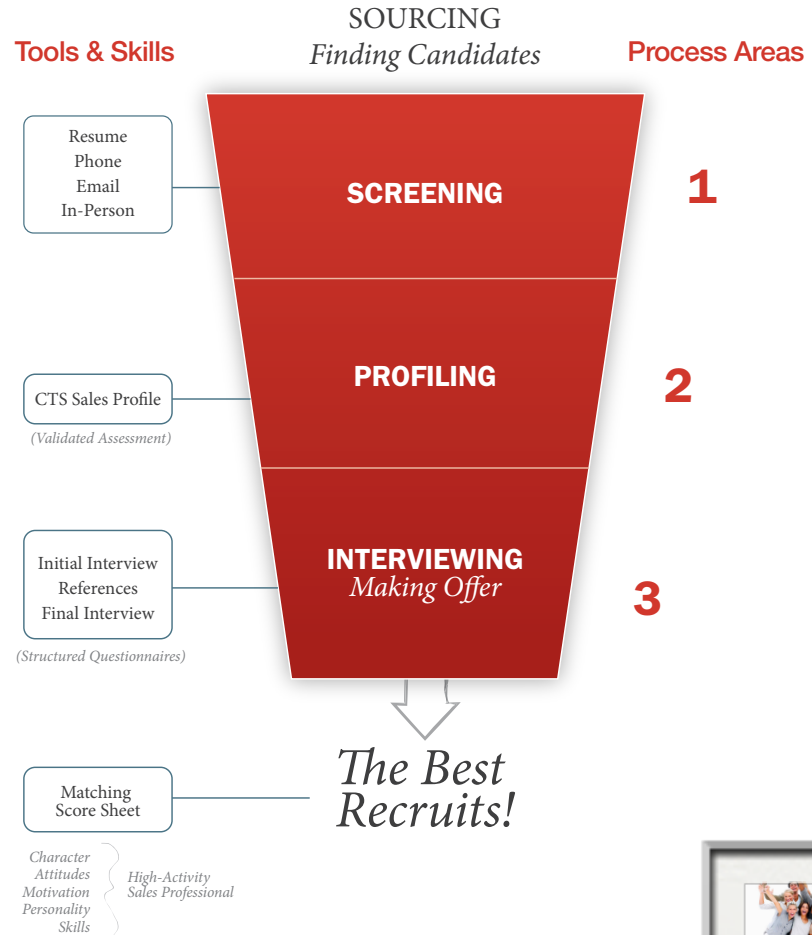 SOURCING
Finding Candidates
Tools & Skills
Process Areas
Resume
Phone
Email
In-Person
SCREENING
1
CTS Sales Profile
(Validated Assessment)
PROFILING
2
Initial Interview
References
Final Interview
(Structured Questionnaires)
INTERVIEWING
Making Offer
3
The Best
Recruits!
Matching
Score Sheet
Character
Attitudes
Motivation
Personality
Skills
High-Activity
Sales Professional